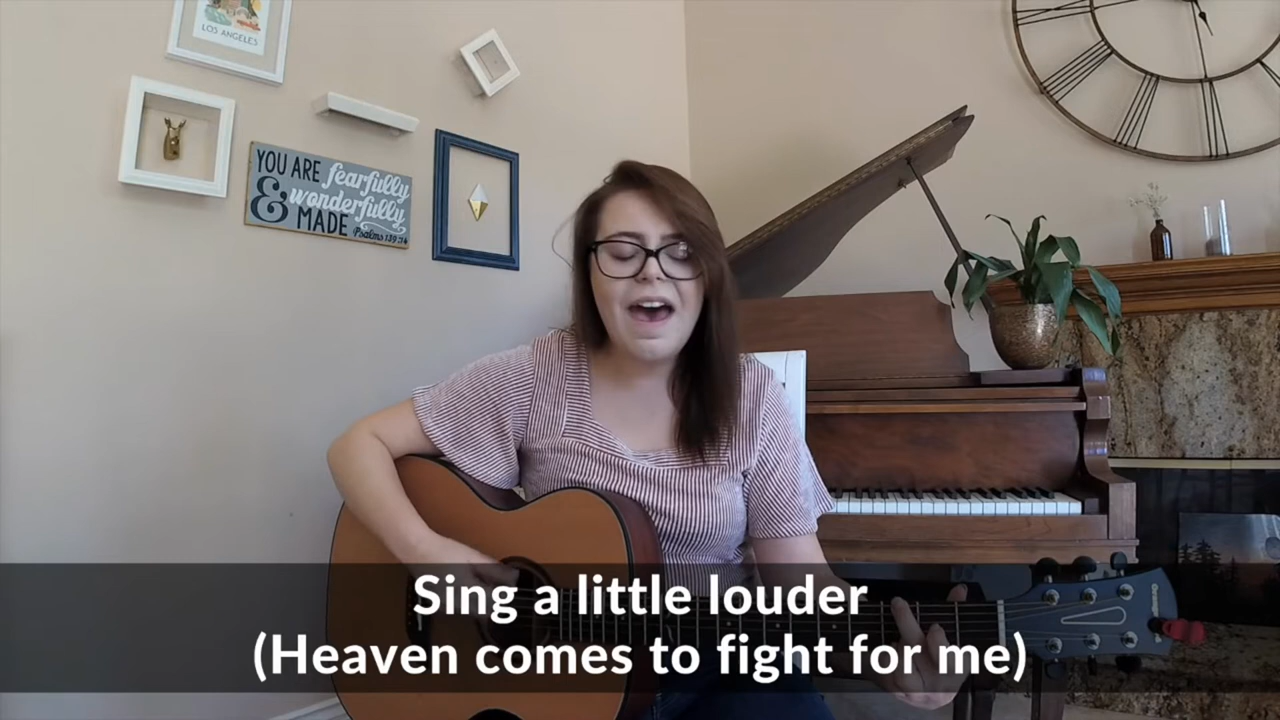 LOS ANGELES
YOU ARE fearfully
& wonderfully
MADE Psalms 139:14
Sing a little louder
(Heaven comes to fight for me)